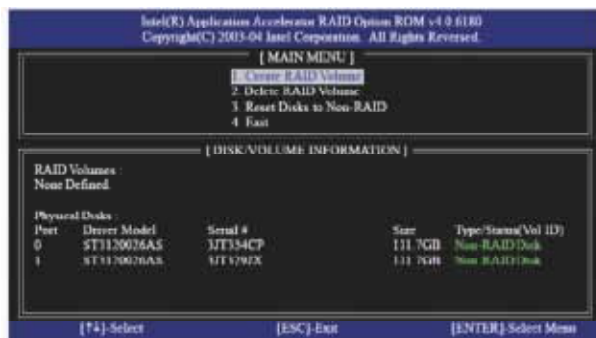 Intel(R) Application Accelerator RAID Option ROM v4.0.6180
Copyright(C) 2003-04 Intel Corporation. All Rights Reversed.
[ MAIN MENU ]
1. Create RAID Volume
2. Delete RAID Volume
3. Reset Disks to Non-RAID
4. Exit
[ DISK/VOLUME INFORMATION ]
RAID Volumes :
None Defined.
Physical Disks :
Port Driver Model Serial # Size Type/Status(Vol ID)
0 ST3120026AS 3JT354CP 111.7GB Non-RAID Disk
1 ST3120026AS 111.7GB Non-RAID Disk
[↑↓]-Select [ESC]-Exit [ENTER]-Select Menu